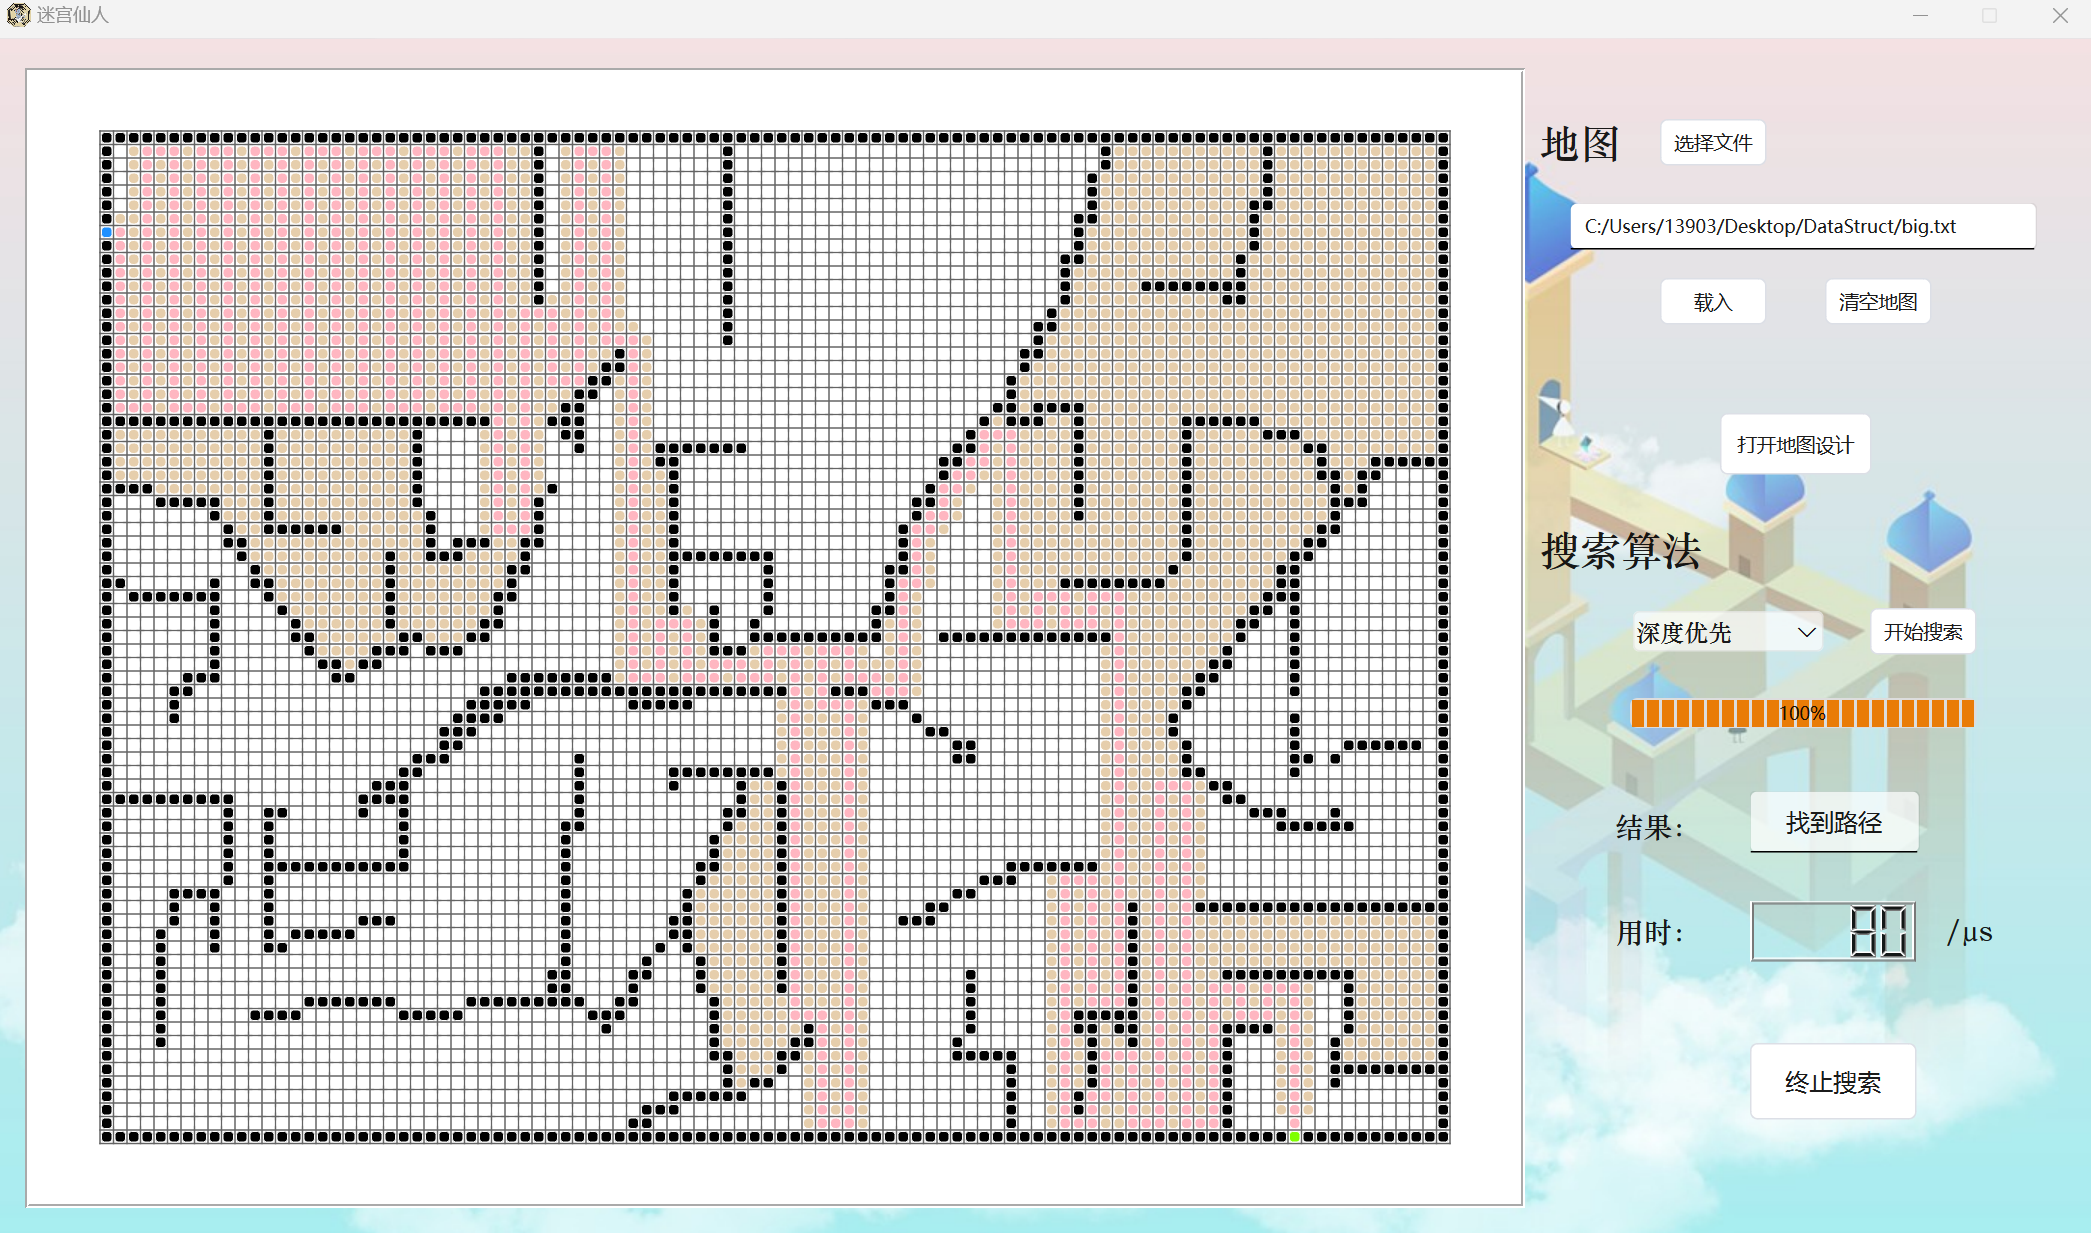 迷宫仙人
地图
选择文件
C:/Users/13903/Desktop/DataStruct/big.txt
载入
清空地图
打开地图设计
搜索算法
深度优先
开始搜索
100%
结果：
找到路径
用时：
80
/μs
终止搜索